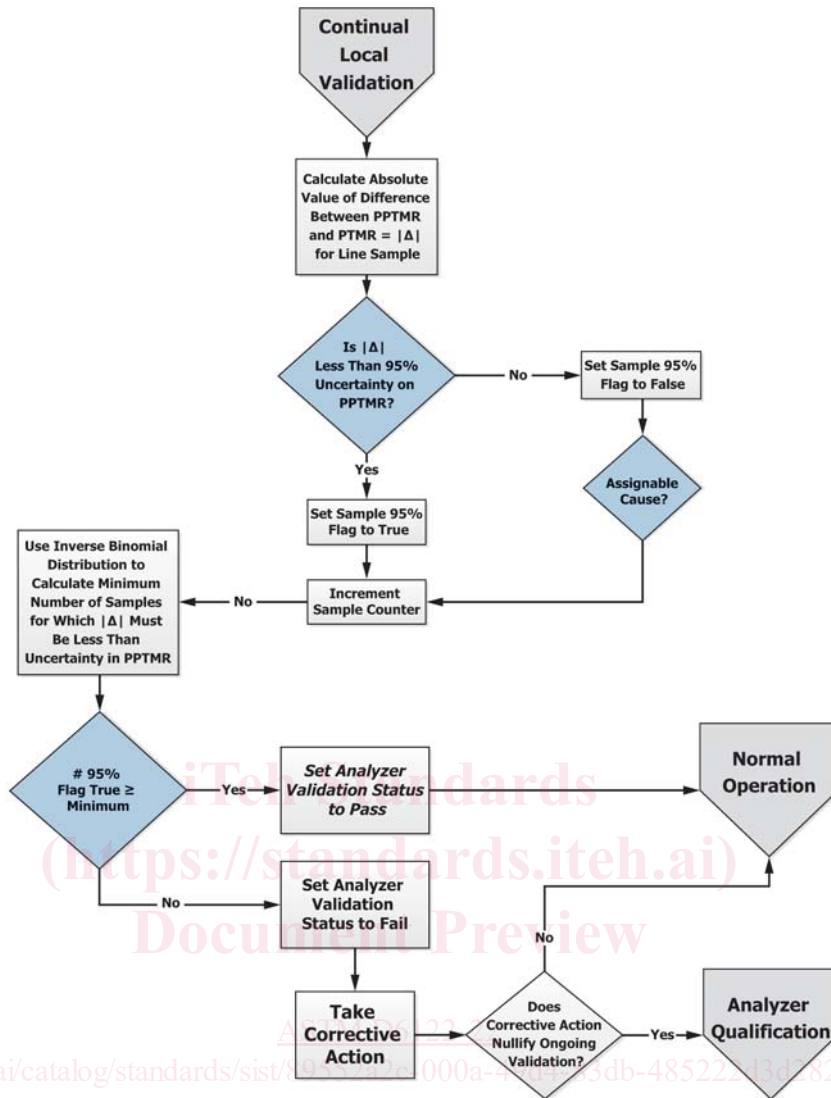 Continual
Local
Validation
Calculate Absolute
Value of Difference
Between PPTMR
and PTMR = |Δ|
for Line Sample
Is |Δ|
Less Than 95%
Uncertainty on
PPTMR?
No
Set Sample 95%
Flag to False
Yes
Assignable
Cause?
Set Sample 95%
Flag to True
Use Inverse Binomial
Distribution to
Calculate Minimum
Number of Samples
for Which |Δ| Must
Be Less Than
Uncertainty in PPTMR
No
Increment
Sample Counter
# 95%
Flag True ≥
Minimum
Yes
Set Analyzer
Validation Status
to Pass
Normal
Operation
iTeh Standards
(https://standards.iteh.ai)
Document Preview
No
Set Analyzer
Validation
Status to Fail
No
Take
Corrective
Action
Does
Corrective Action
Nullify Ongoing
Validation?
Yes
Analyzer
Qualification